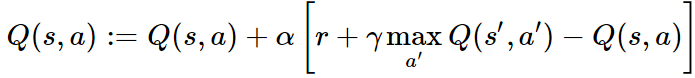 Q(s, a) := Q(s, a) + α [ r + γ max_{a′} Q(s′, a′) − Q(s, a) ]